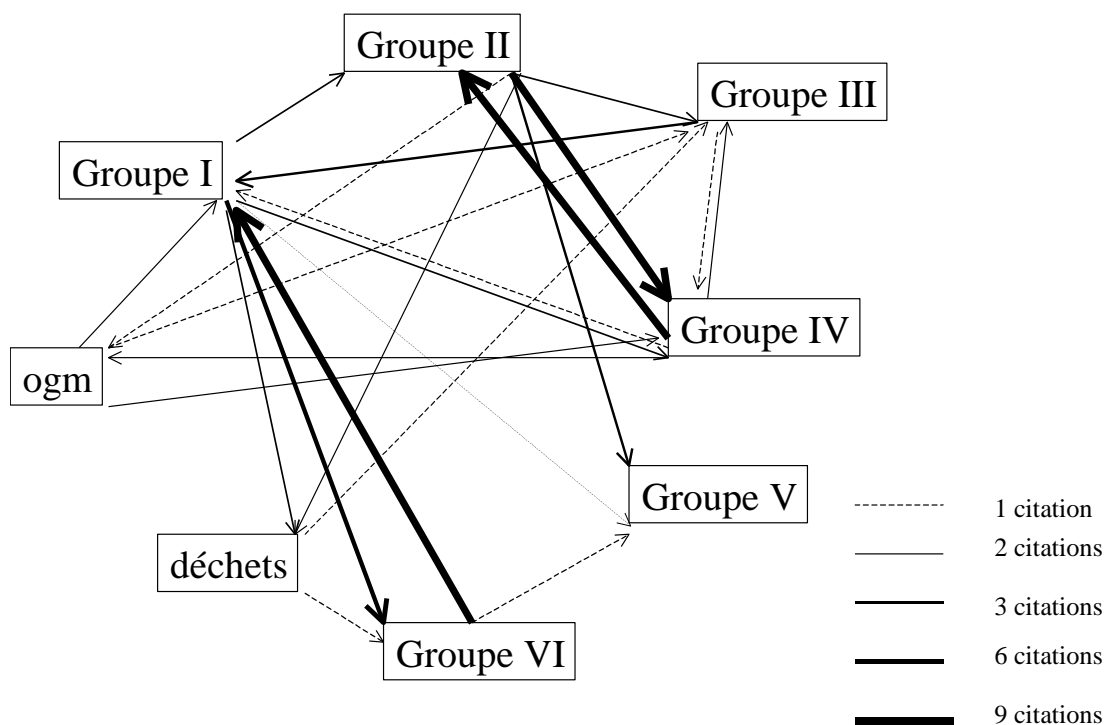 Groupe II
Groupe III
Groupe I
Groupe IV
ogm
Groupe V
déchets
Groupe VI
1 citation
2 citations
3 citations
6 citations
9 citations